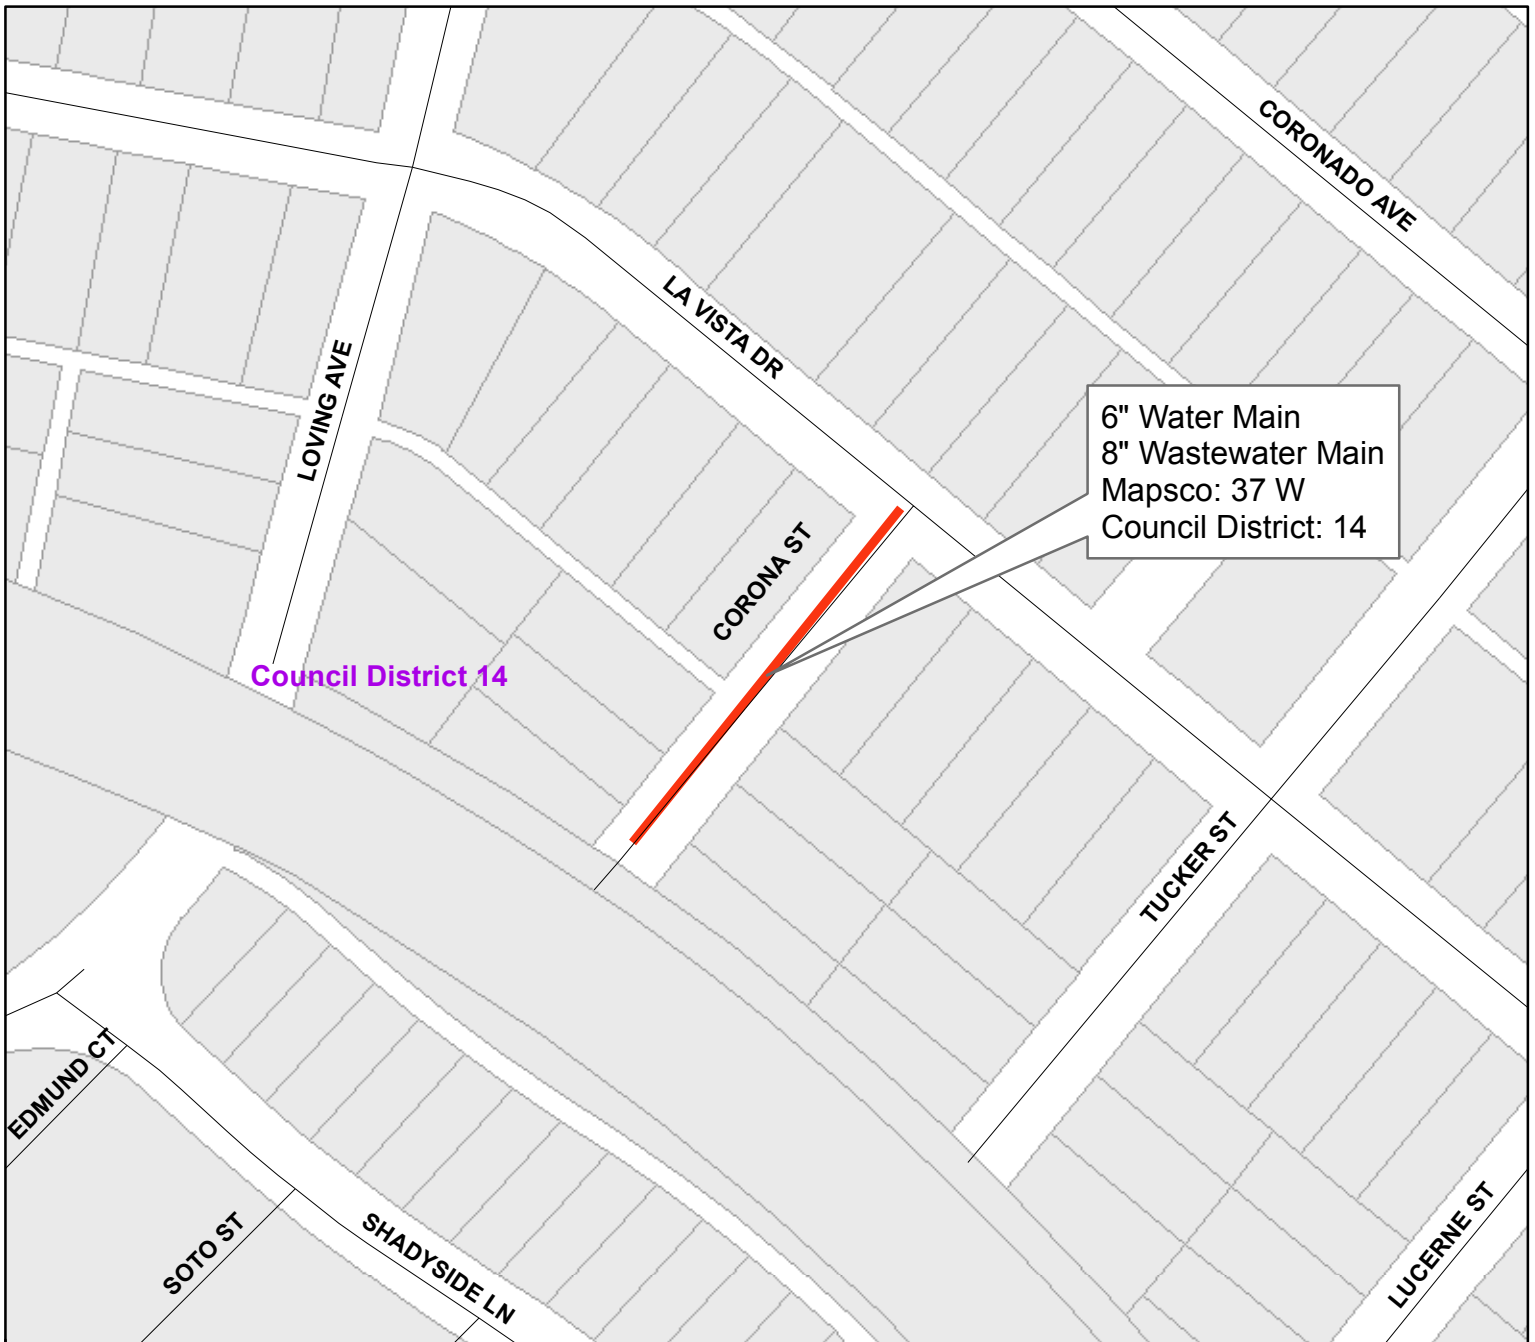 CORONADO AVE
LA VISTA DR
LOVING AVE
6" Water Main
8" Wastewater Main
Mapsco: 37 W
Council District: 14
CORONA ST
Council District 14
TUCKER ST
EDMUND CT
SOTO ST
SHADYSIDE LN
LUCERNE ST